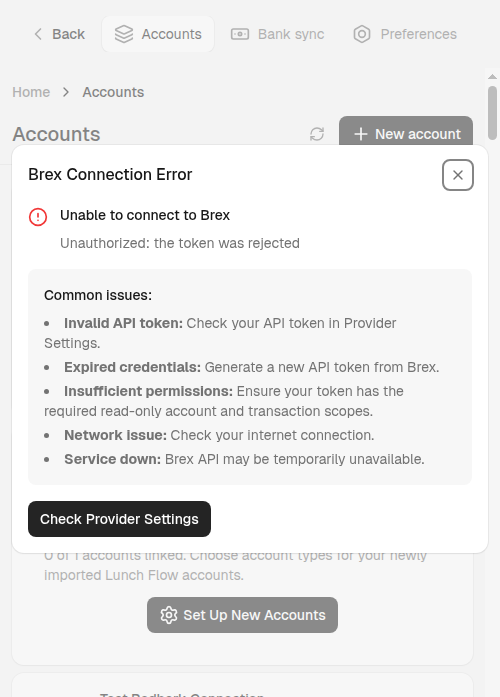 Back
Accounts
Bank sync
Preferences
Home
Accounts
Accounts
New account
Brex Connection Error
Unable to connect to Brex
Unauthorized: the token was rejected
Common issues:
• Invalid API token: Check your API token in Provider
Settings.
• Expired credentials: Generate a new API token from Brex.
• Insufficient permissions: Ensure your token has the
required read-only account and transaction scopes.
• Network issue: Check your internet connection.
• Service down: Brex API may be temporarily unavailable.
Check Provider Settings
0 of 1 accounts linked. Choose account types for your newly
imported Lunch Flow accounts.
Set Up New Accounts